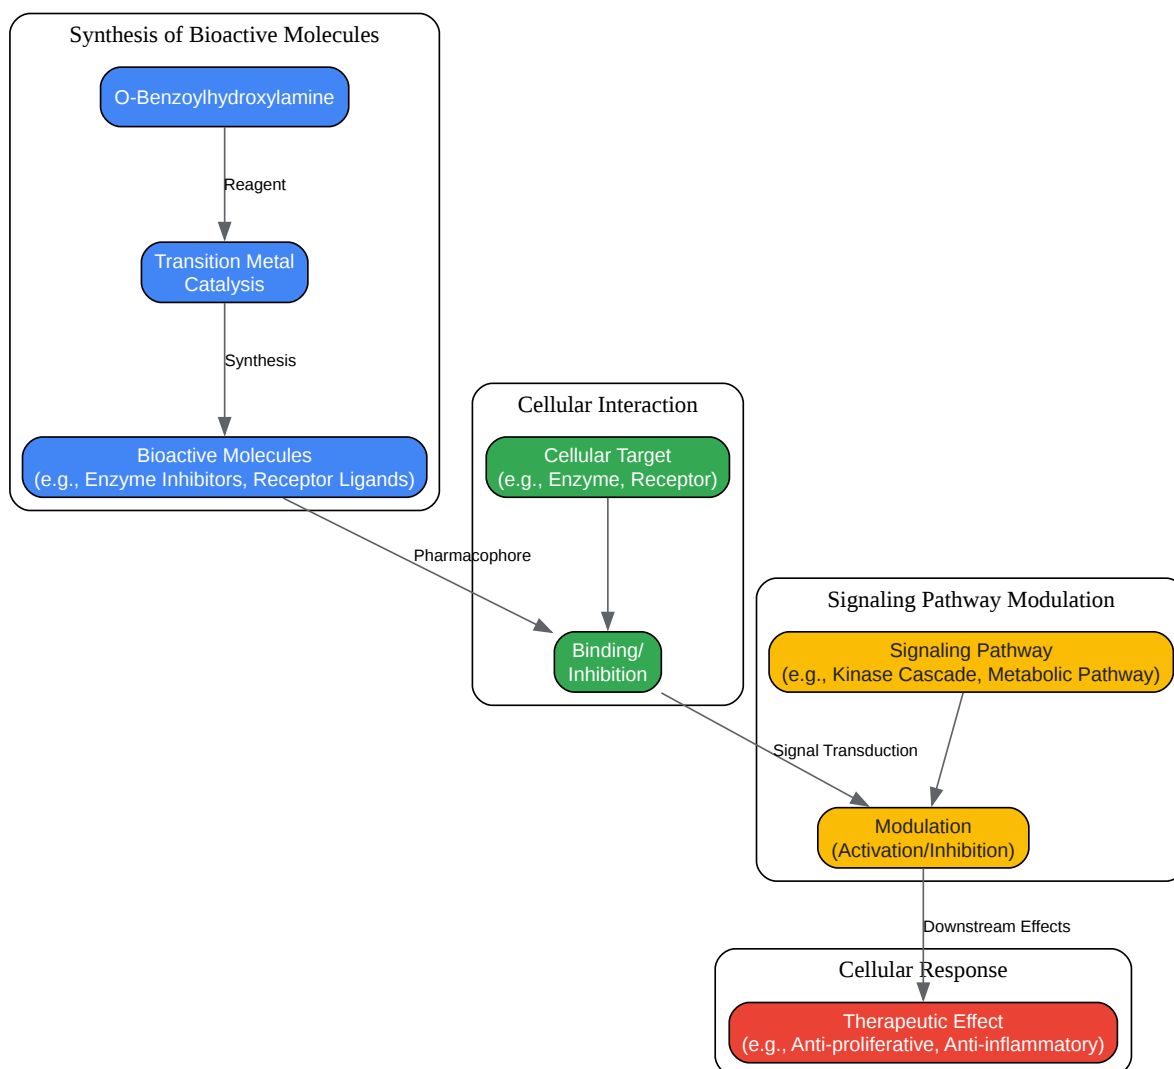 Synthesis of Bioactive Molecules
O-Benzoylhydroxylamine
Reagent
Transition Metal
Catalysis
Synthesis
Bioactive Molecules
(e.g., Enzyme Inhibitors, Receptor Ligands)
Cellular Interaction
Cellular Target
(e.g., Enzyme, Receptor)
Pharmacophore
Binding/
Inhibition
Signaling Pathway Modulation
Signaling Pathway
(e.g., Kinase Cascade, Metabolic Pathway)
Signal Transduction
Modulation
(Activation/Inhibition)
Downstream Effects
Cellular Response
Therapeutic Effect
(e.g., Anti-proliferative, Anti-inflammatory)